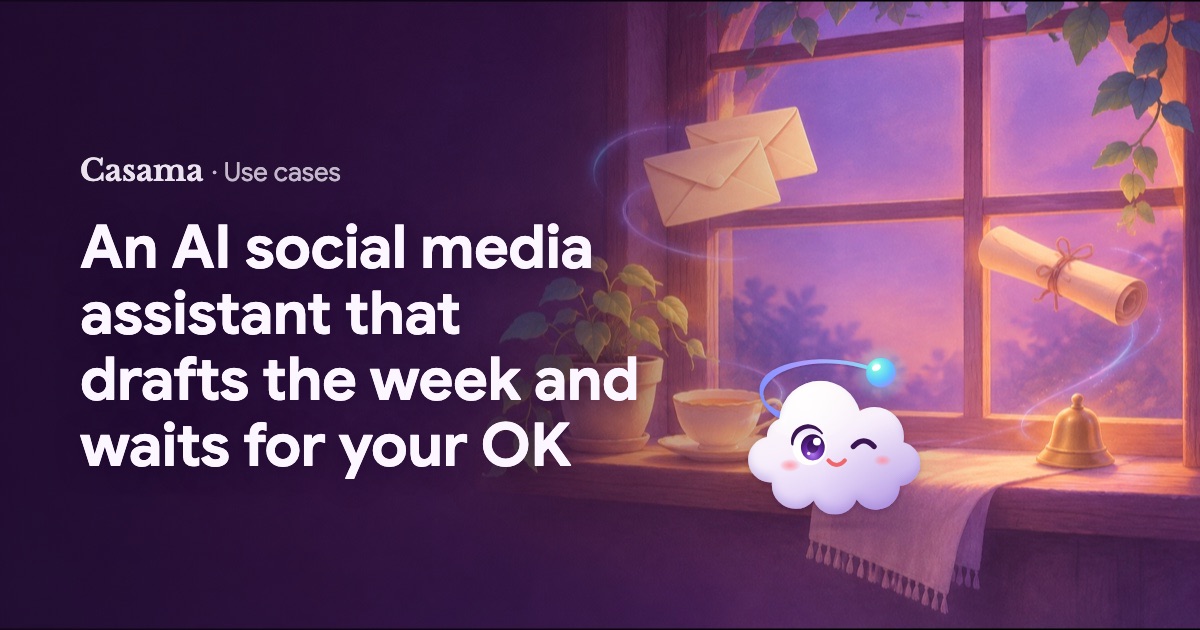 Casama · Use cases
An AI social media
assistant that
drafts the week and
waits for your OK